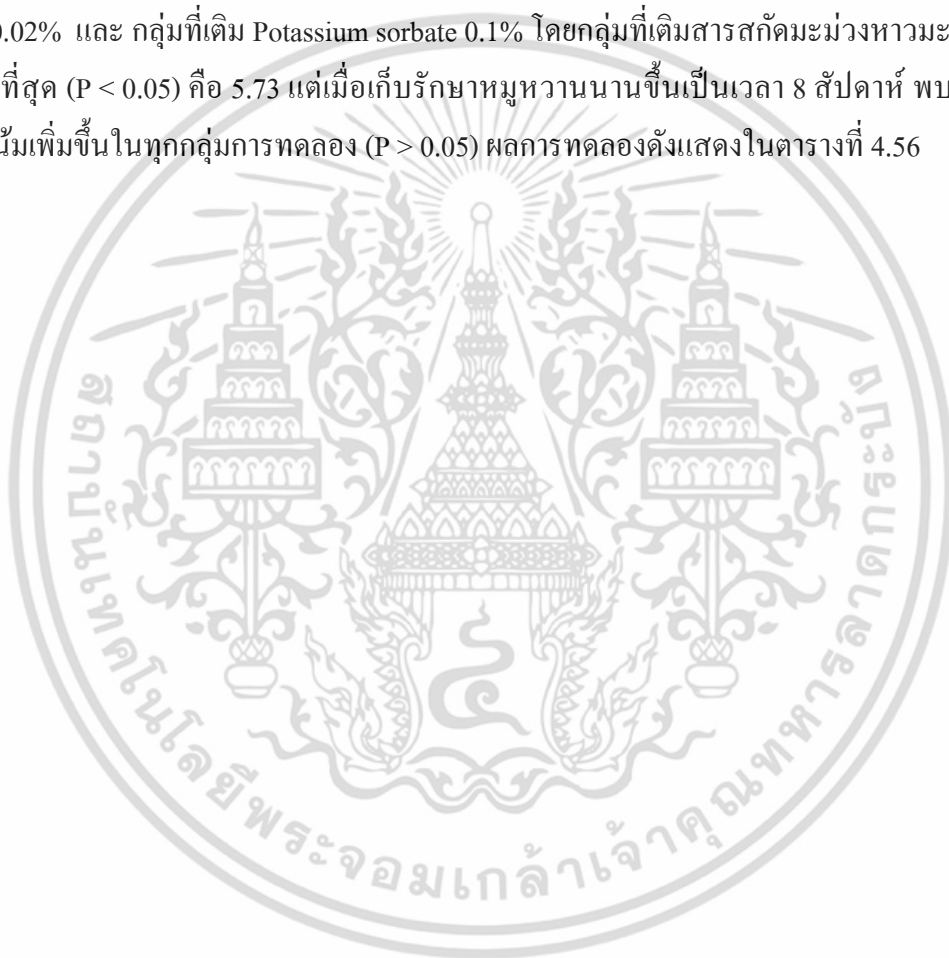 0.02% และ กลุ่มที่เติม Potassium sorbate 0.1% โดยกลุ่มที่เติมสารสกัดมะม่วงหาวมะ
ที่สุด (P < 0.05) คือ 5.73 แต่เมื่อเก็บรักษาหมูหวานนานขึ้นเป็นเวลา 8 สัปดาห์ พบ
น้มเพิ่มขึ้นในทุกกลุ่มการทดลอง (P > 0.05) ผลการทดลองดังแสดงในตารางที่ 4.56
สถาบันเทคโนโลยีพระจอมเกล้าเจ้าคุณทหารลาดกระบัง